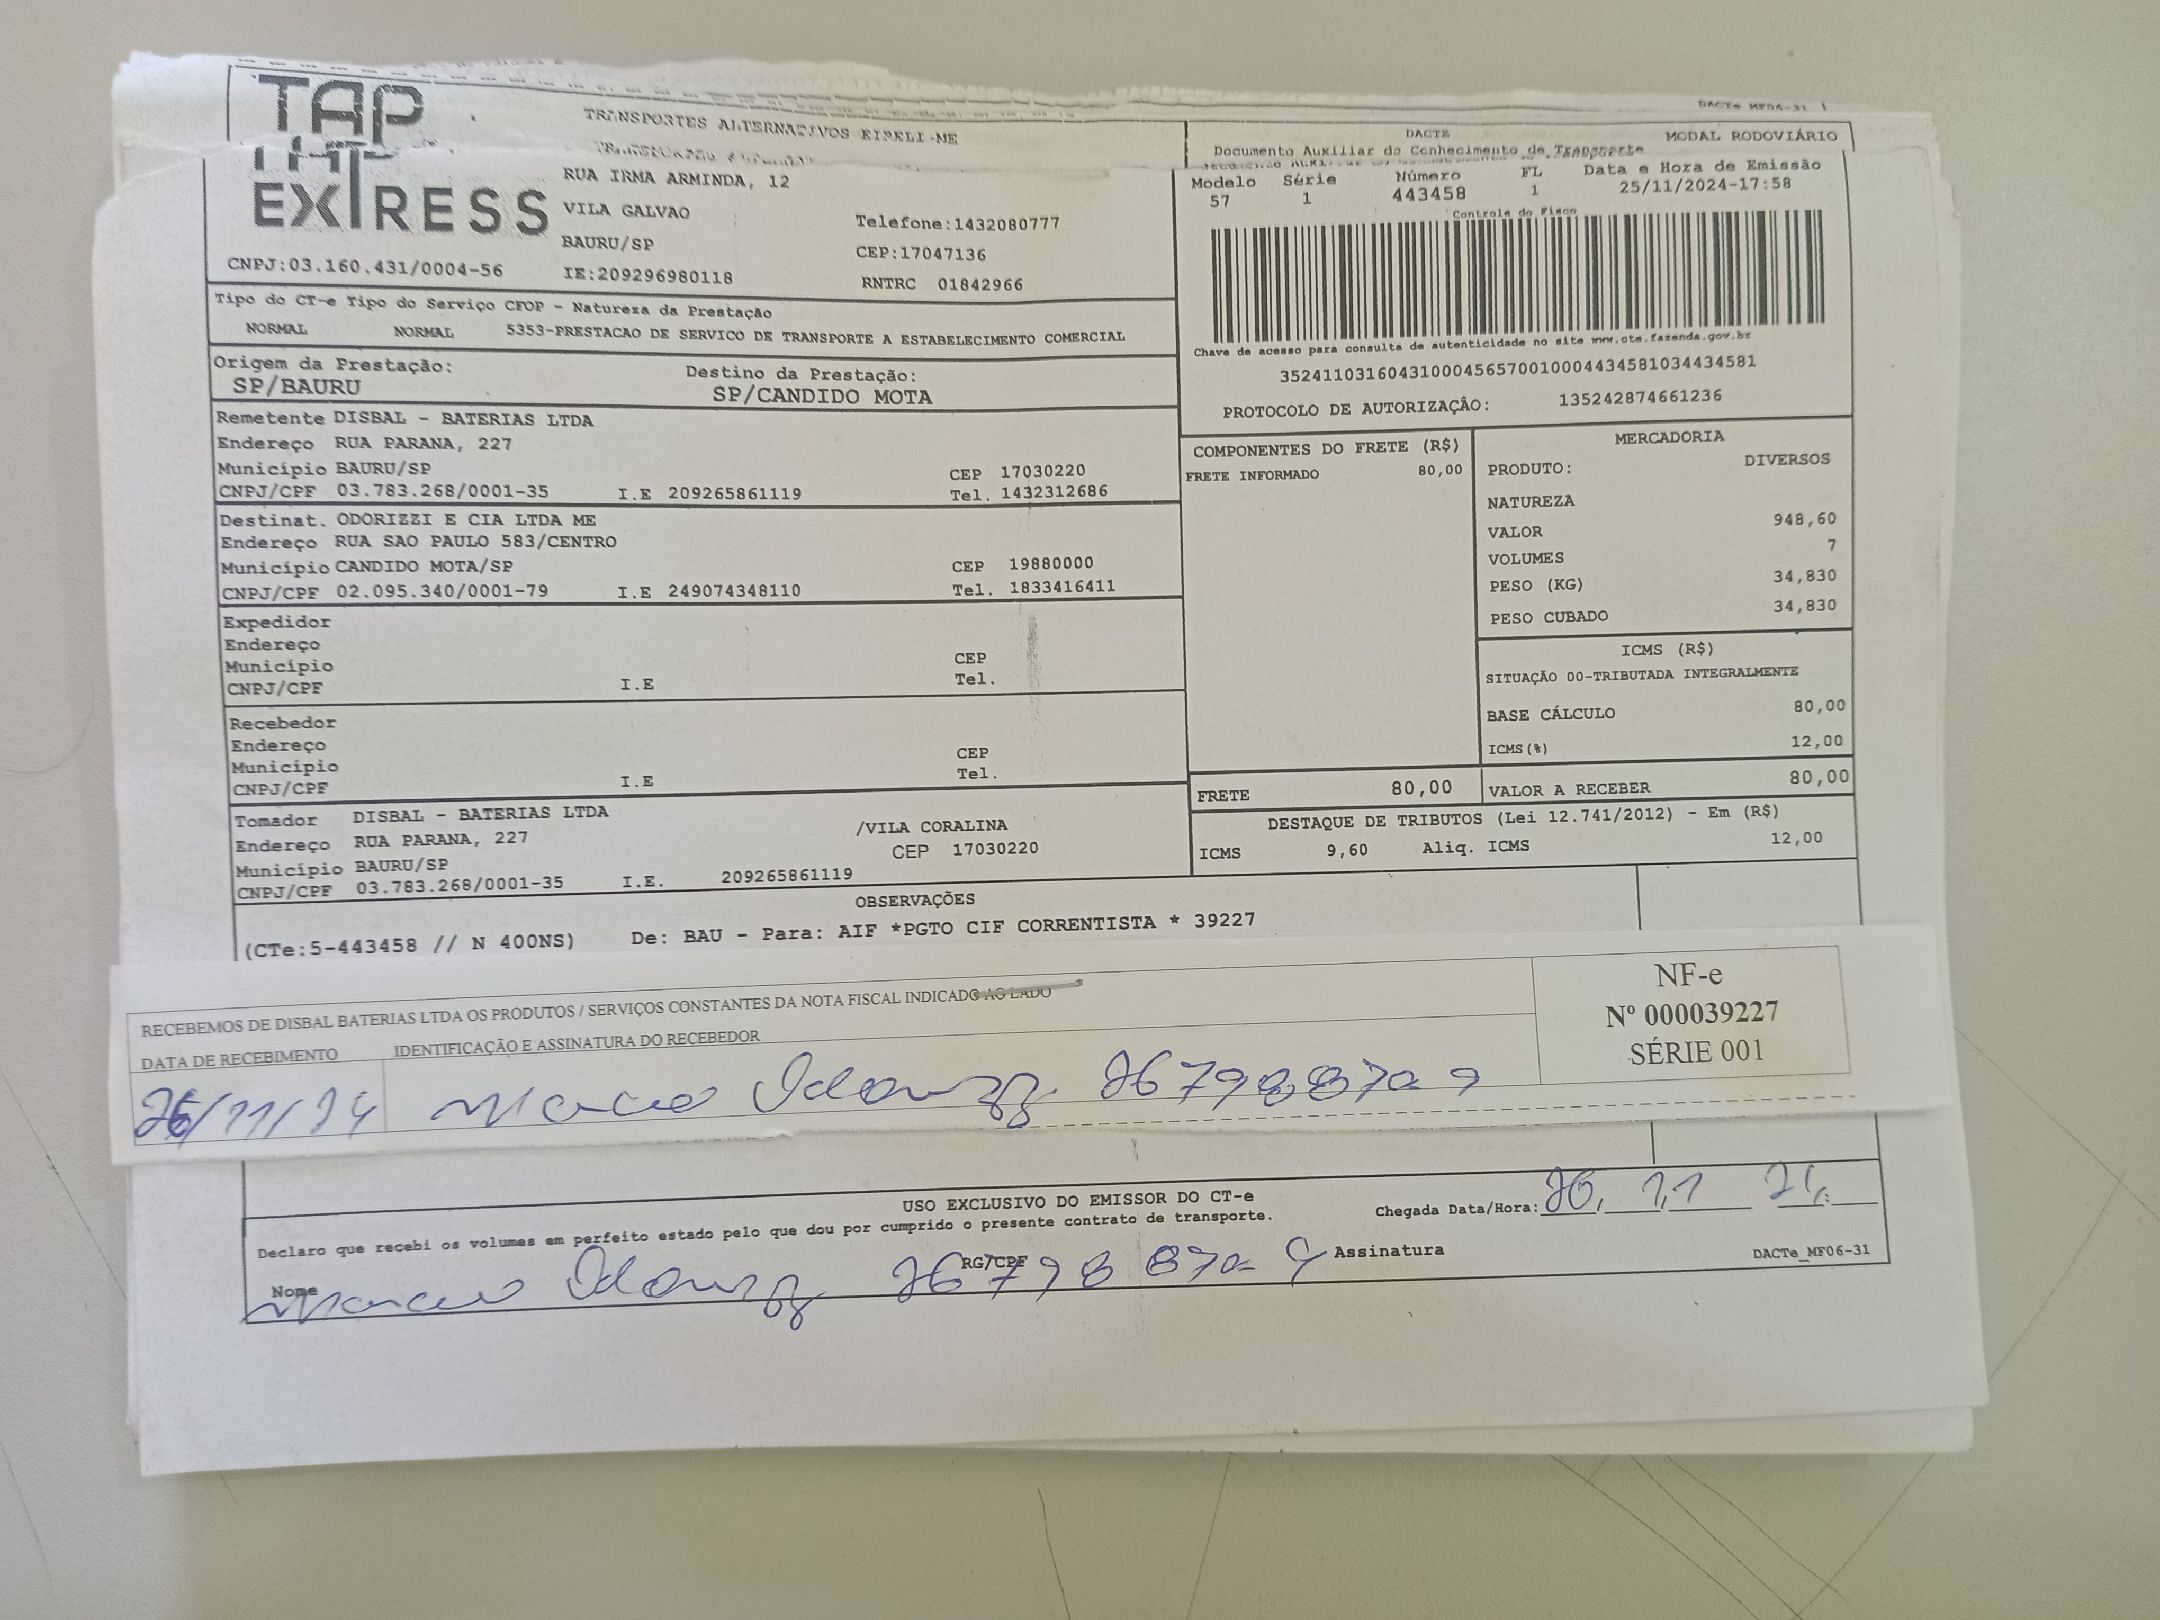 DACTe MF06-31
TAP
EXPRESS
TRANSPORTES ALTERNATIVOS EIRELI-ME
RUA IRMA ARMINDA, 12
VILA GALVAO
Telefone:1432080777
BAURU/SP
CEP:17047136
CNPJ:03.160.431/0004-56
IE:209296980118
RNTRC 01842966
DACTE
MODAL RODOVIÁRIO
Documento Auxiliar do Conhecimento de Transporte
Modelo Série Número FL Data e Hora de Emissão
57 1 443458 1 25/11/2024-17:58
Controle do Fisco
Chave de acesso para consulta de autenticidade no site www.cte.fazenda.gov.br
35241103160431000456570010004434581034434581
PROTOCOLO DE AUTORIZAÇÂO: 135242874661236
Tipo do CT-e Tipo do Serviço CFOP - Natureza da Prestação
NORMAL NORMAL 5353-PRESTACAO DE SERVICO DE TRANSPORTE A ESTABELECIMENTO COMERCIAL
Origem da Prestação: Destino da Prestação:
SP/BAURU SP/CANDIDO MOTA
Remetente DISBAL - BATERIAS LTDA
Endereço RUA PARANA, 227
Município BAURU/SP CEP 17030220
CNPJ/CPF 03.783.268/0001-35 I.E 209265861119 Tel. 1432312686
Destinat. ODORIZZI E CIA LTDA ME
Endereço RUA SAO PAULO 583/CENTRO
Município CANDIDO MOTA/SP CEP 19880000
CNPJ/CPF 02.095.340/0001-79 I.E 249074348110 Tel. 1833416411
Expedidor
Endereço
Município CEP
CNPJ/CPF I.E Tel.
Recebedor
Endereço
Município CEP
CNPJ/CPF I.E Tel.
Tomador DISBAL - BATERIAS LTDA
Endereço RUA PARANA, 227 /VILA CORALINA
Município BAURU/SP CEP 17030220
CNPJ/CPF 03.783.268/0001-35 I.E. 209265861119
COMPONENTES DO FRETE (R$)
FRETE INFORMADO 80,00
MERCADORIA
PRODUTO: DIVERSOS
NATUREZA
VALOR 948,60
VOLUMES 7
PESO (KG) 34,830
PESO CUBADO 34,830
ICMS (R$)
SITUAÇÃO 00-TRIBUTADA INTEGRALMENTE
BASE CÁLCULO 80,00
ICMS(%) 12,00
FRETE 80,00 VALOR A RECEBER 80,00
DESTAQUE DE TRIBUTOS (Lei 12.741/2012) - Em (R$)
ICMS 9,60 Aliq. ICMS 12,00
OBSERVAÇÕES
(CTe:5-443458 // N 400NS) De: BAU - Para: AIF *PGTO CIF CORRENTISTA * 39227
RECEBEMOS DE DISBAL BATERIAS LTDA OS PRODUTOS / SERVIÇOS CONSTANTES DA NOTA FISCAL INDICADO AO LADO
DATA DE RECEBIMENTO IDENTIFICAÇÃO E ASSINATURA DO RECEBEDOR
26/11/24
NF-e
Nº 000039227
SÉRIE 001
USO EXCLUSIVO DO EMISSOR DO CT-e
Declaro que recebi os volumes em perfeito estado pelo que dou por cumprido o presente contrato de transporte.
Chegada Data/Hora: 26, 11 24
Nome RG/CPF Assinatura
DACTe_MF06-31